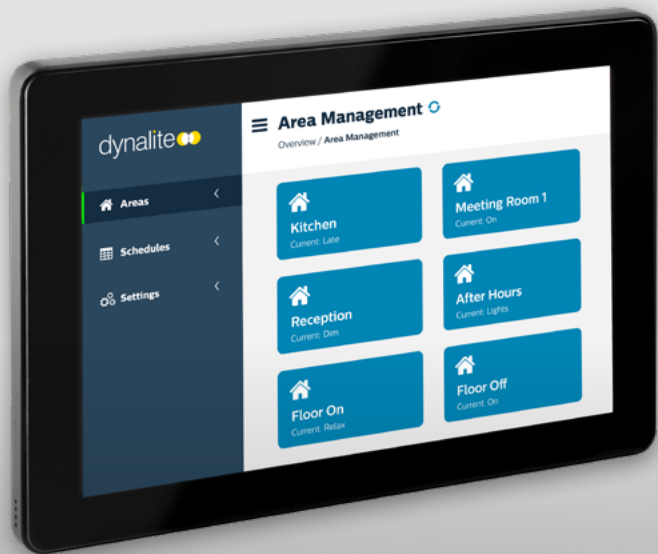 dynalite
Areas
Schedules
Settings
Area Management
Overview / Area Management
Kitchen
Current: Late
Meeting Room 1
Current: On
Reception
Current: Dim
After Hours
Current: Lights
Floor On
Current: Relax
Floor Off
Current: On